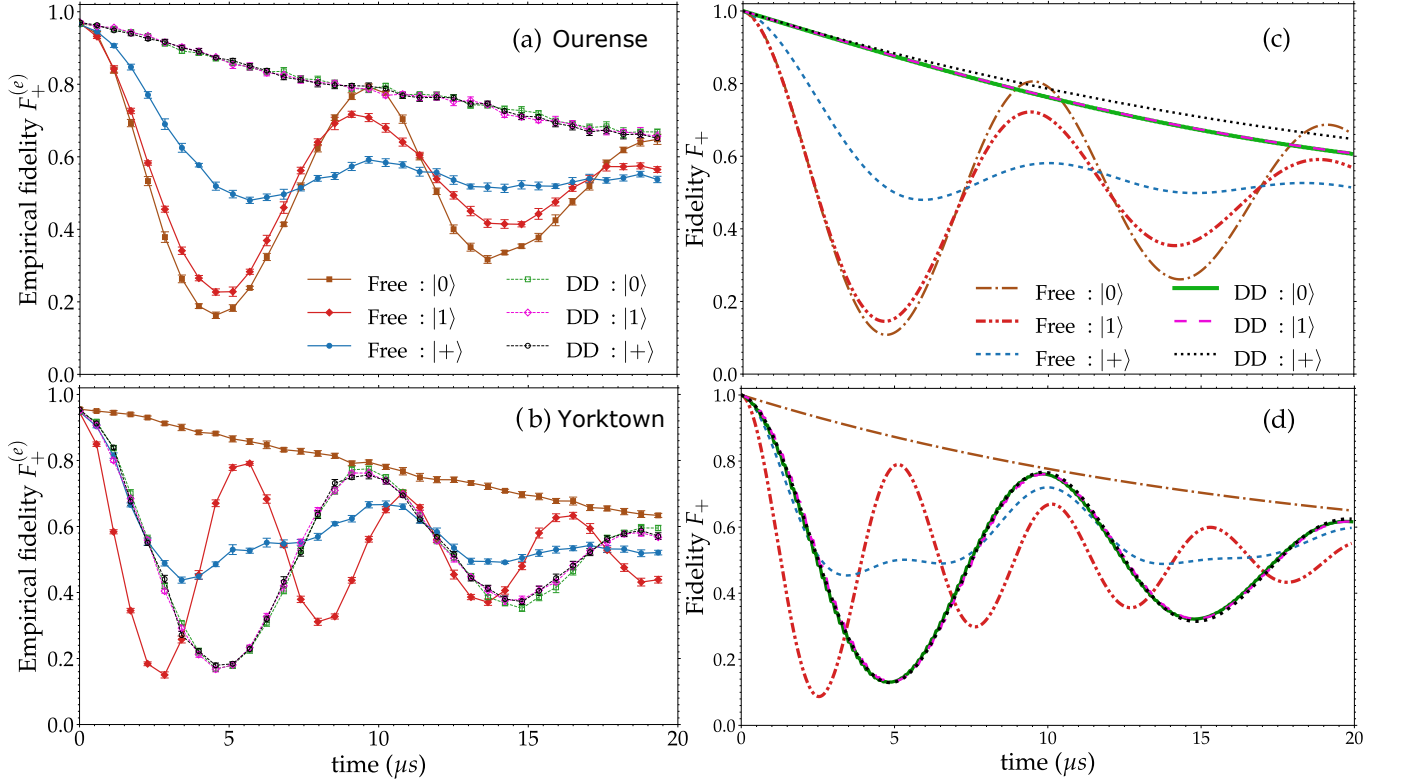 (a) Ourense
Empirical fidelity F₊⁽ᵉ⁾
1.0
0.8
0.6
0.4
0.2
0.0
Free : |0⟩ DD : |0⟩
Free : |1⟩ DD : |1⟩
Free : |+⟩ DD : |+⟩
(c)
Fidelity F₊
1.0
0.8
0.6
0.4
0.2
0.0
Free : |0⟩ DD : |0⟩
Free : |1⟩ DD : |1⟩
Free : |+⟩ DD : |+⟩
(b) Yorktown
Empirical fidelity F₊⁽ᵉ⁾
1.0
0.8
0.6
0.4
0.2
0.0
0 5 10 15 20
time (μs)
(d)
Fidelity F₊
1.0
0.8
0.6
0.4
0.2
0.0
0 5 10 15 20
time (μs)